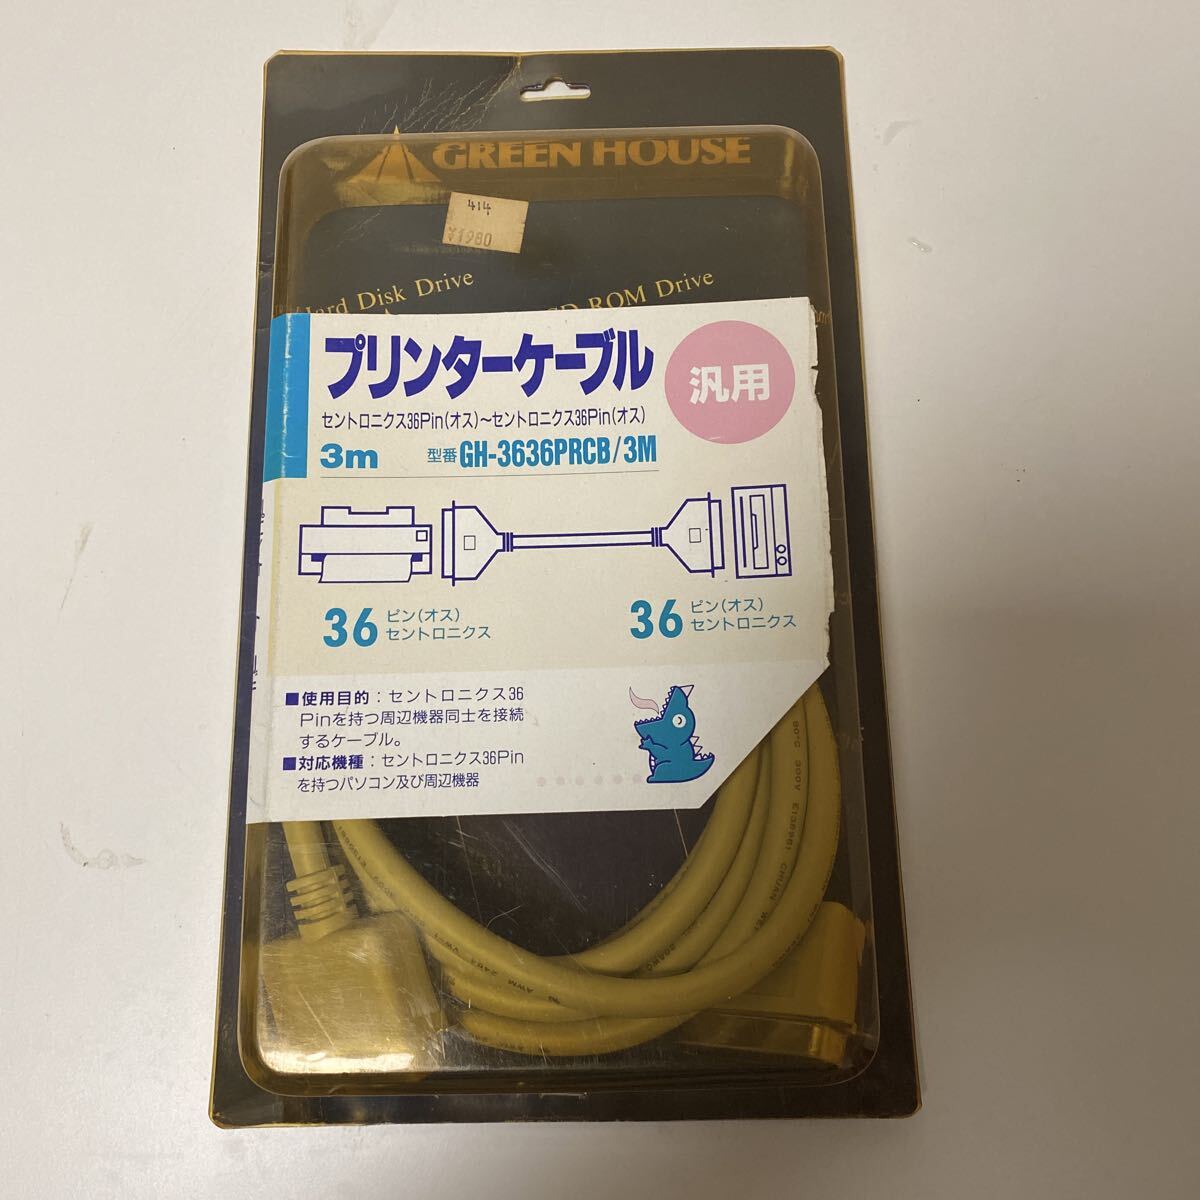 GREEN HOUSE
414
¥1980
Hard Disk Drive
CD-ROM Drive
プリンターケーブル
汎用
セントロニクス36Pin(オス)～セントロニクス36Pin(オス)
3m
型番 GH-3636PRCB/3M
36 ピン(オス)
セントロニクス
36 ピン(オス)
セントロニクス
■使用目的：セントロニクス36
Pinを持つ周辺機器同士を接続
するケーブル。
■対応機種：セントロニクス36Pin
を持つパソコン及び周辺機器
80°C 300V E138981 CHUAN WEI
AWM